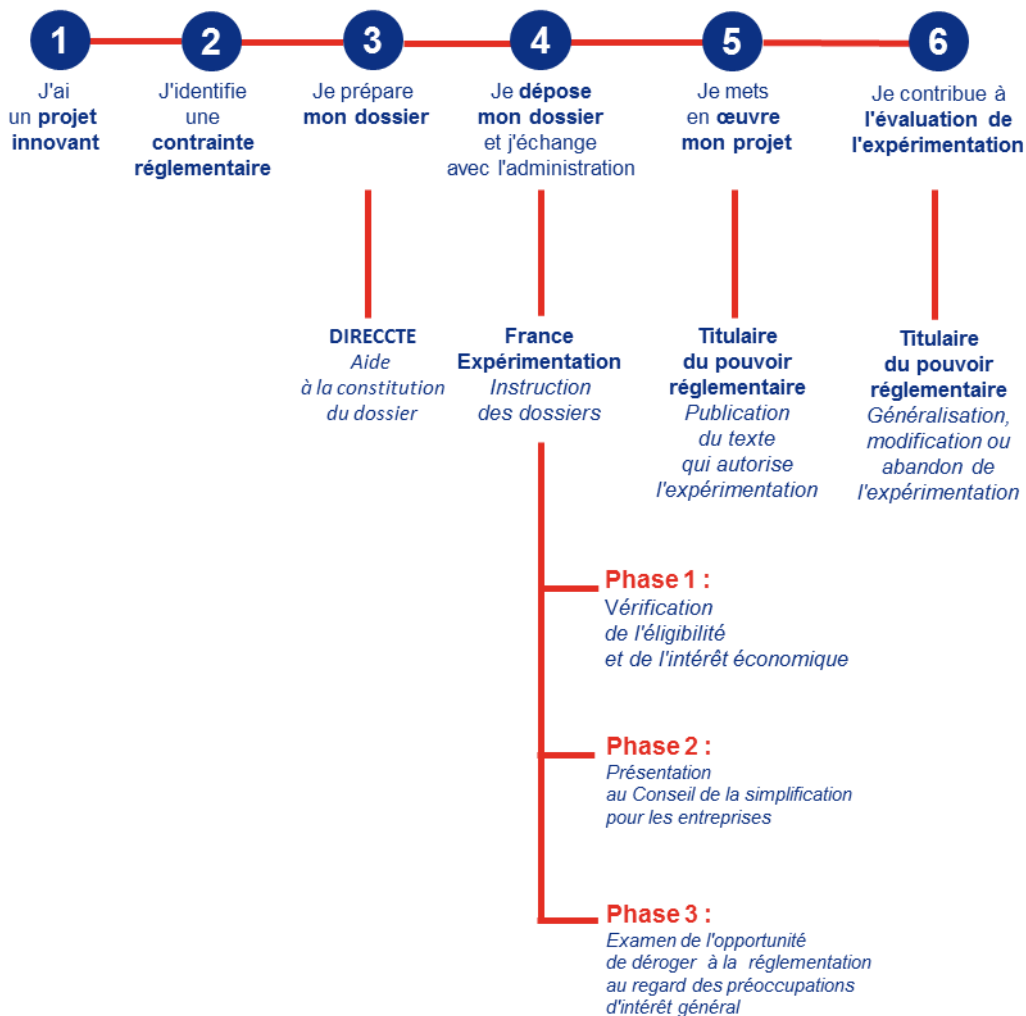 1
J'ai
un projet
innovant
2
J'identifie
une
contrainte
réglementaire
3
Je prépare
mon dossier
4
Je dépose
mon dossier
et j'échange
avec l'administration
5
Je mets
en œuvre
mon projet
6
Je contribue à
l'évaluation de
l'expérimentation
DIRECCTE
Aide
à la constitution
du dossier
France
Expérimentation
Instruction
des dossiers
Titulaire
du pouvoir
réglementaire
Publication
du texte
qui autorise
l'expérimentation
Titulaire
du pouvoir
réglementaire
Généralisation,
modification ou
abandon de
l'expérimentation
Phase 1 :
Vérification
de l'éligibilité
et de l'intérêt économique
Phase 2 :
Présentation
au Conseil de la simplification
pour les entreprises
Phase 3 :
Examen de l'opportunité
de déroger à la réglementation
au regard des préoccupations
d'intérêt général